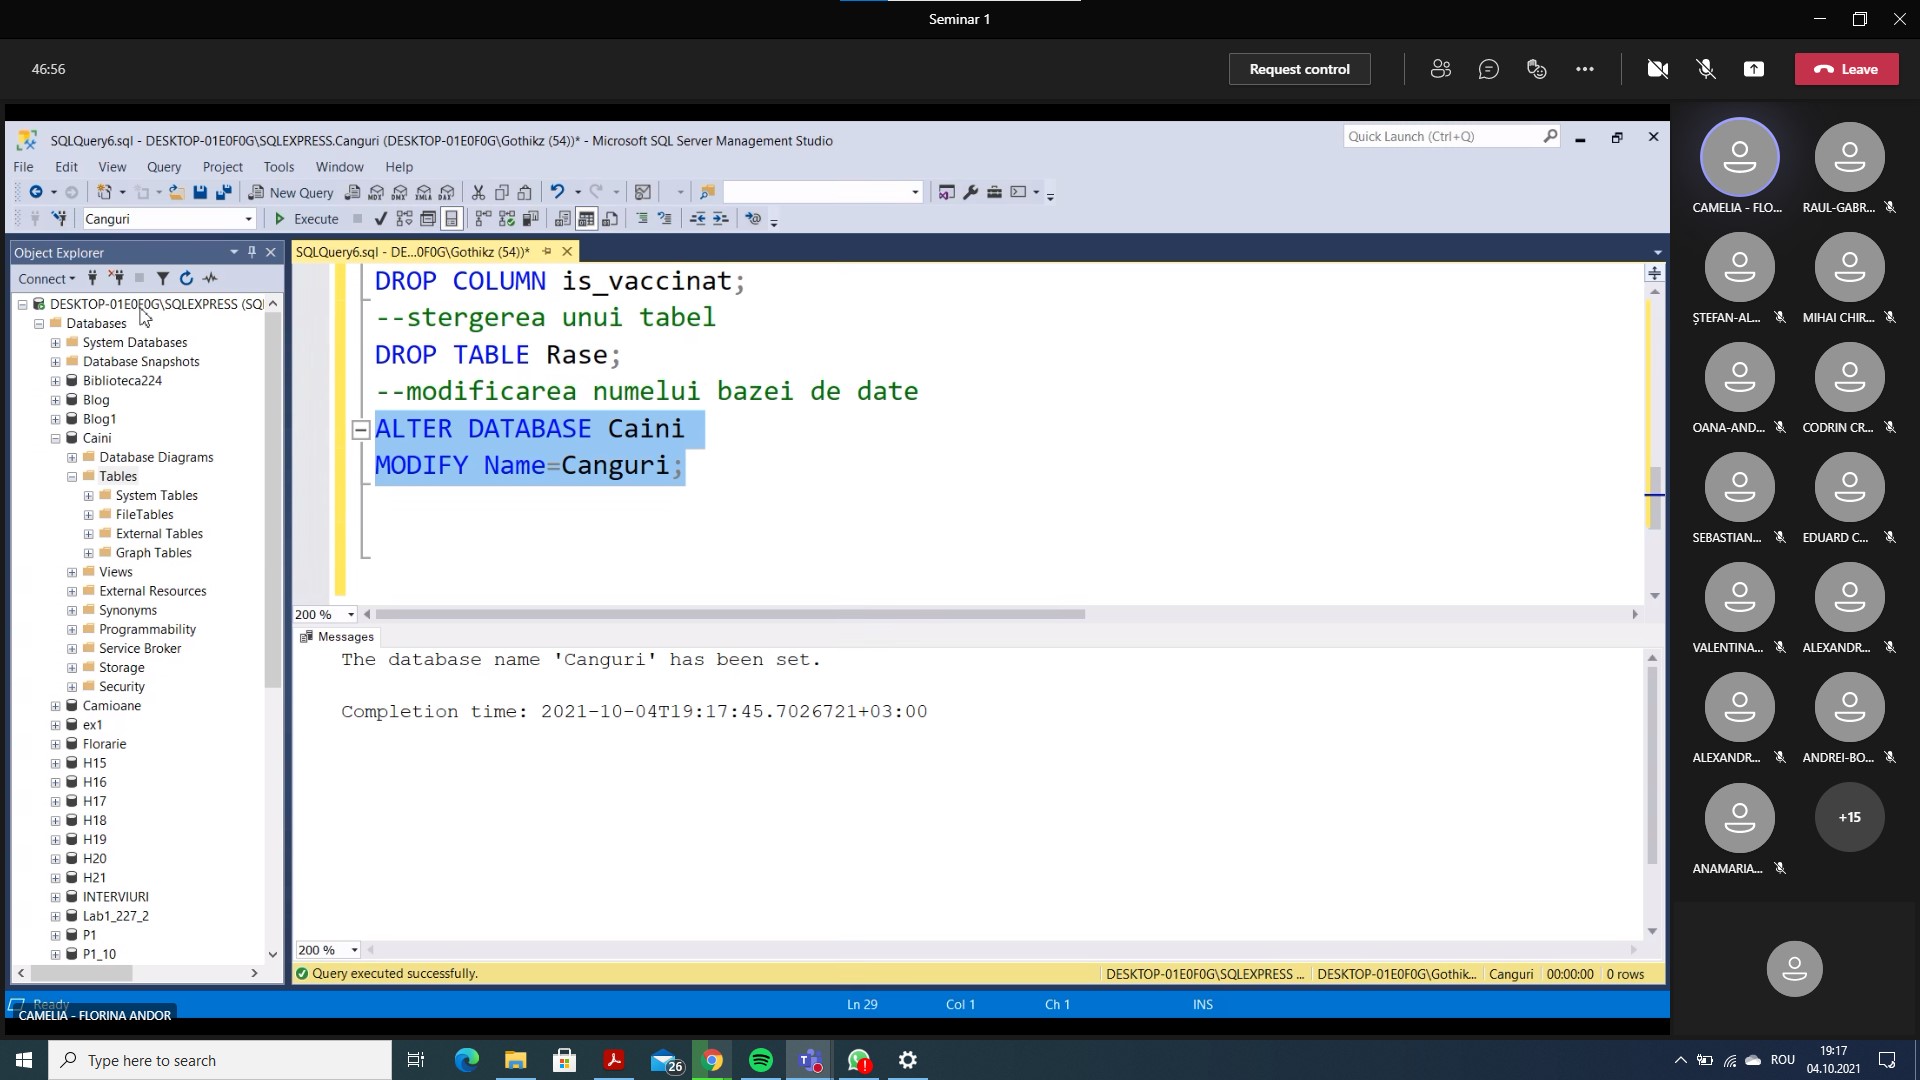 Seminar 1
46:56
Request control
Leave
SQLQuery6.sql - DESKTOP-01E0F0G\SQLEXPRESS.Canguri (DESKTOP-01E0F0G\Gothikz (54))* - Microsoft SQL Server Management Studio
Quick Launch (Ctrl+Q)
File Edit View Query Project Tools Window Help
New Query
MDX DMX XMLA DAX
Canguri
Execute
Object Explorer
SQLQuery6.sql - DE...0F0G\Gothikz (54))*
Connect
DESKTOP-01E0F0G\SQLEXPRESS (SQL
Databases
System Databases
Database Snapshots
Biblioteca224
Blog
Blog1
Caini
Database Diagrams
Tables
System Tables
FileTables
External Tables
Graph Tables
Views
External Resources
Synonyms
Programmability
Service Broker
Storage
Security
Camioane
ex1
Florarie
H15
H16
H17
H18
H19
H20
H21
INTERVIURI
Lab1_227_2
P1
P1_10
DROP COLUMN is_vaccinat;
--stergerea unui tabel
DROP TABLE Rase;
--modificarea numelui bazei de date
ALTER DATABASE Caini
MODIFY Name=Canguri;
200 %
Messages
The database name 'Canguri' has been set.
Completion time: 2021-10-04T19:17:45.7026721+03:00
200 %
Query executed successfully.
DESKTOP-01E0F0G\SQLEXPRESS ...
DESKTOP-01E0F0G\Gothik...
Canguri
00:00:00
0 rows
Ready
Ln 29
Col 1
Ch 1
INS
CAMELIA - FLORINA ANDOR
CAMELIA - FLO...
RAUL-GABR...
ȘTEFAN-AL...
MIHAI CHIR...
OANA-AND...
CODRIN CR...
SEBASTIAN...
EDUARD C...
VALENTINA...
ALEXANDR...
ALEXANDR...
ANDREI-BO...
ANAMARIA...
+15
Type here to search
26
ROU
19:17
04.10.2021